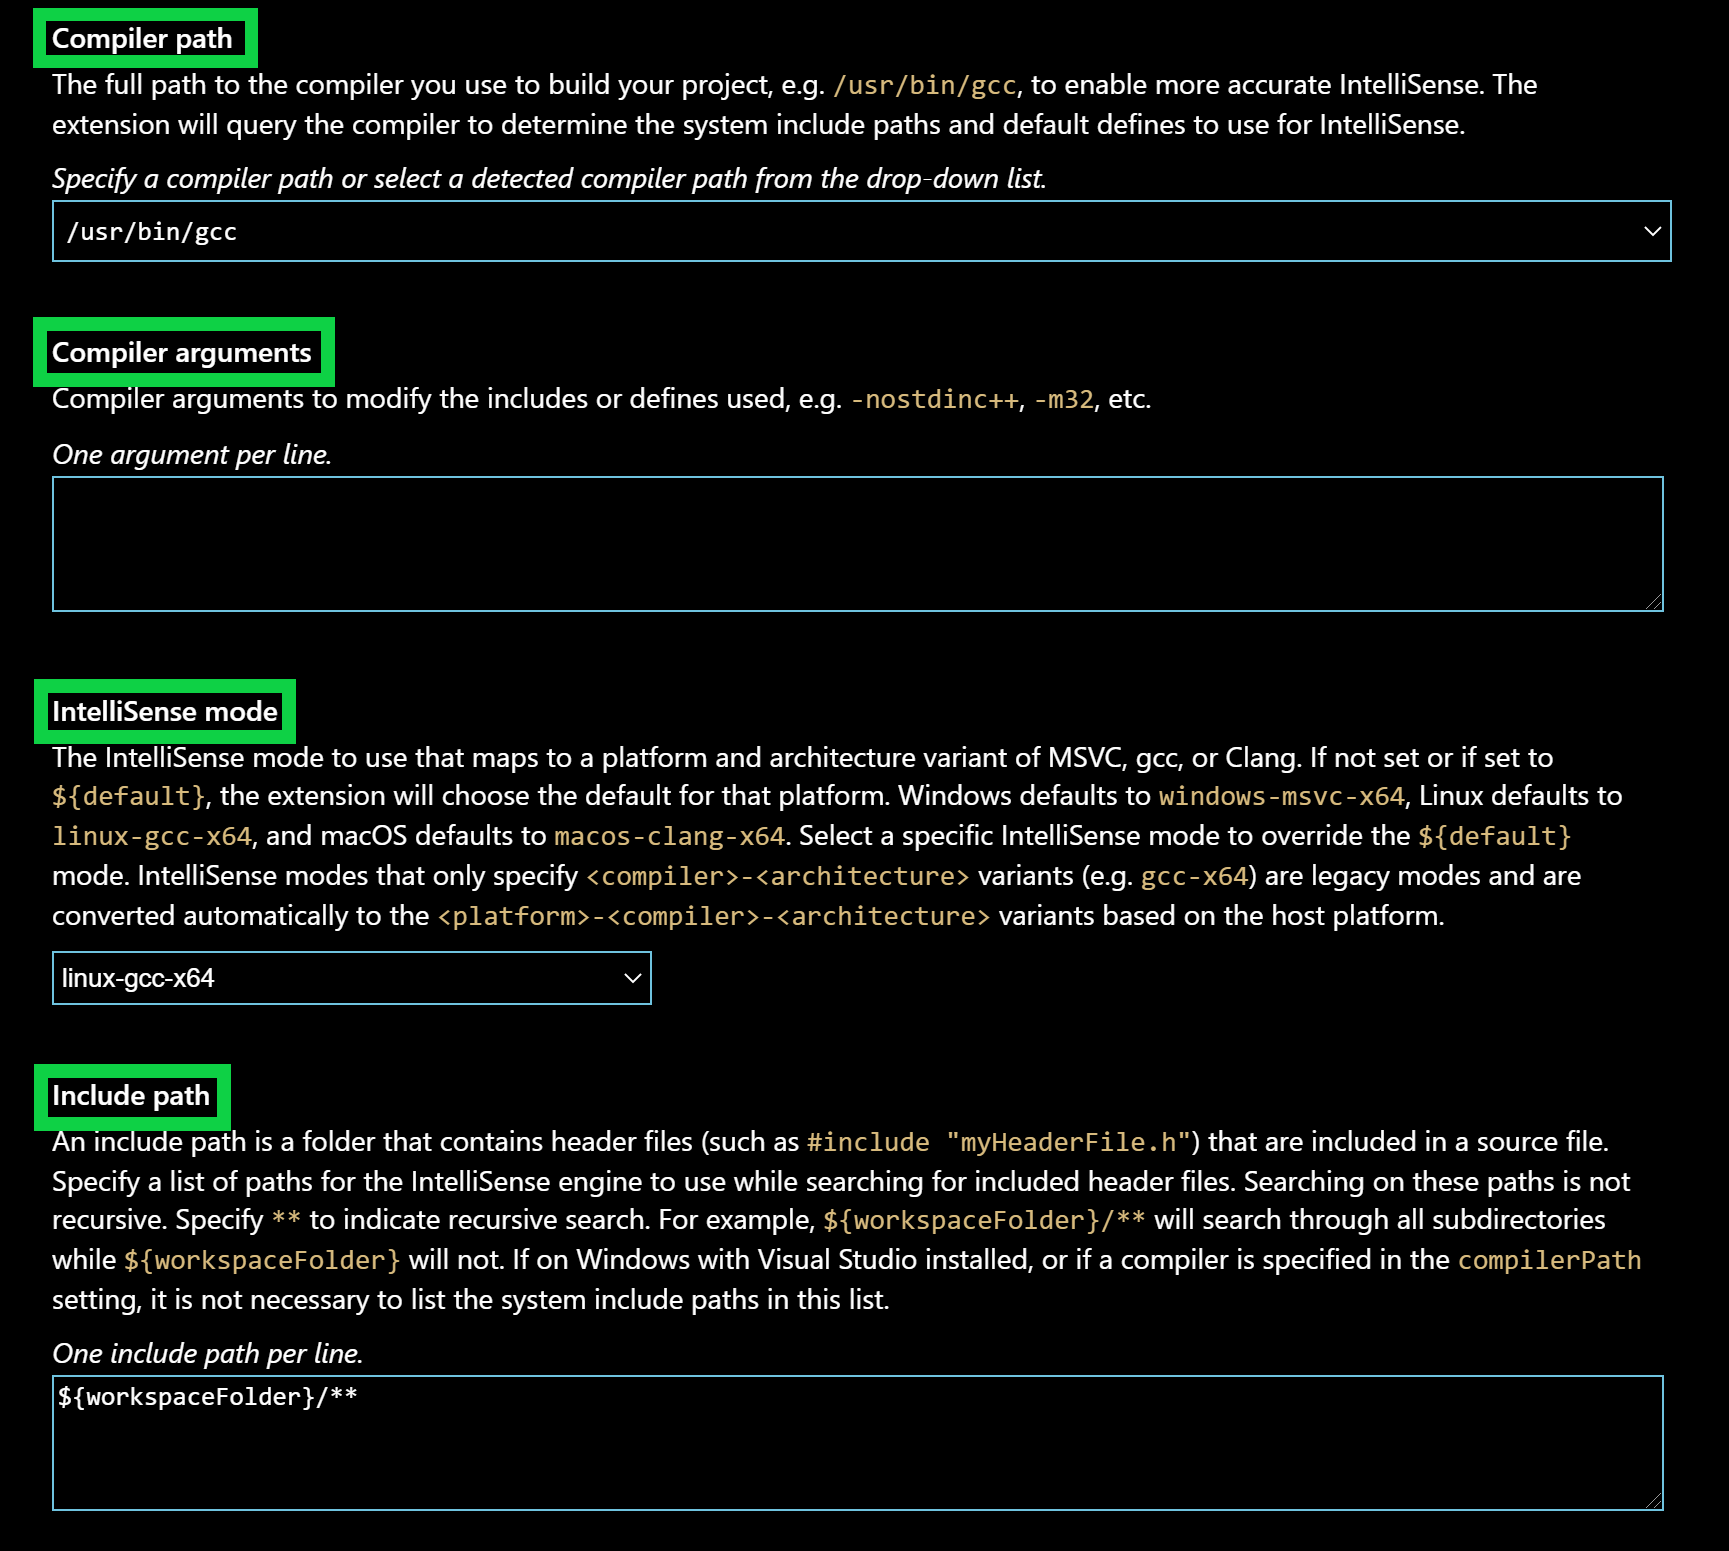 Compiler path
The full path to the compiler you use to build your project, e.g. /usr/bin/gcc, to enable more accurate IntelliSense. The
extension will query the compiler to determine the system include paths and default defines to use for IntelliSense.
Specify a compiler path or select a detected compiler path from the drop-down list.
/usr/bin/gcc
Compiler arguments
Compiler arguments to modify the includes or defines used, e.g. -nostdinc++, -m32, etc.
One argument per line.
IntelliSense mode
The IntelliSense mode to use that maps to a platform and architecture variant of MSVC, gcc, or Clang. If not set or if set to
${default}, the extension will choose the default for that platform. Windows defaults to windows-msvc-x64, Linux defaults to
linux-gcc-x64, and macOS defaults to macos-clang-x64. Select a specific IntelliSense mode to override the ${default}
mode. IntelliSense modes that only specify <compiler>-<architecture> variants (e.g. gcc-x64) are legacy modes and are
converted automatically to the <platform>-<compiler>-<architecture> variants based on the host platform.
linux-gcc-x64
Include path
An include path is a folder that contains header files (such as #include "myHeaderFile.h") that are included in a source file.
Specify a list of paths for the IntelliSense engine to use while searching for included header files. Searching on these paths is not
recursive. Specify ** to indicate recursive search. For example, ${workspaceFolder}/** will search through all subdirectories
while ${workspaceFolder} will not. If on Windows with Visual Studio installed, or if a compiler is specified in the compilerPath
setting, it is not necessary to list the system include paths in this list.
One include path per line.
${workspaceFolder}/**